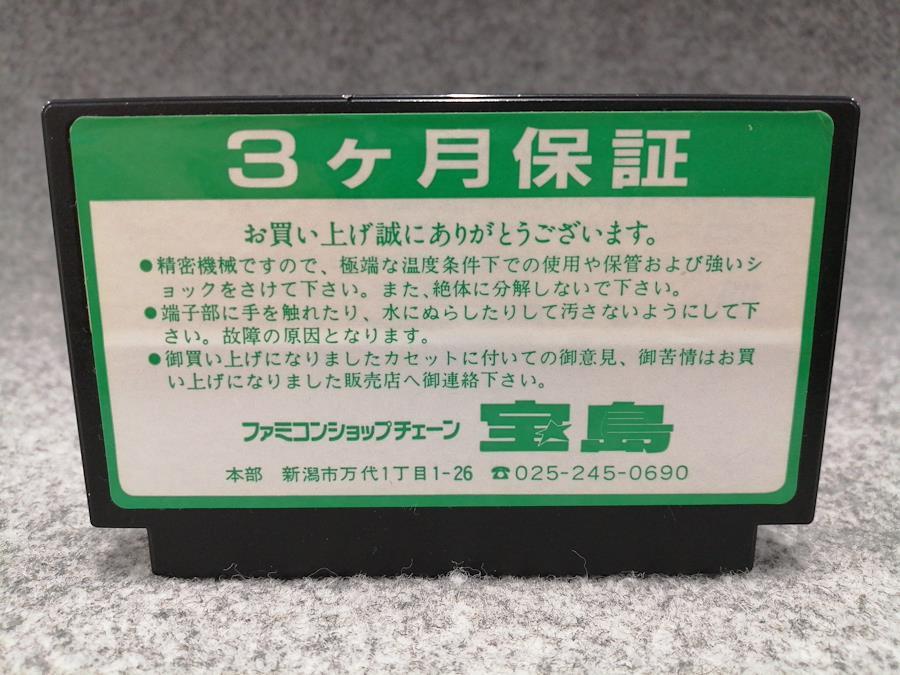 3ヶ月保証
お買い上げ誠にありがとうございます。
●精密機械ですので、極端な温度条件下での使用や保管および強いシ
ョックをさけて下さい。また、絶体に分解しないで下さい。
●端子部に手を触れたり、水にぬらしたりして汚さないようにして下
さい。故障の原因となります。
●御買い上げになりましたカセットに付いての御意見、御苦情はお買
い上げになりました販売店へ御連絡下さい。
ファミコンショップチェーン 宝島
本部 新潟市万代1丁目1-26 ☎025-245-0690